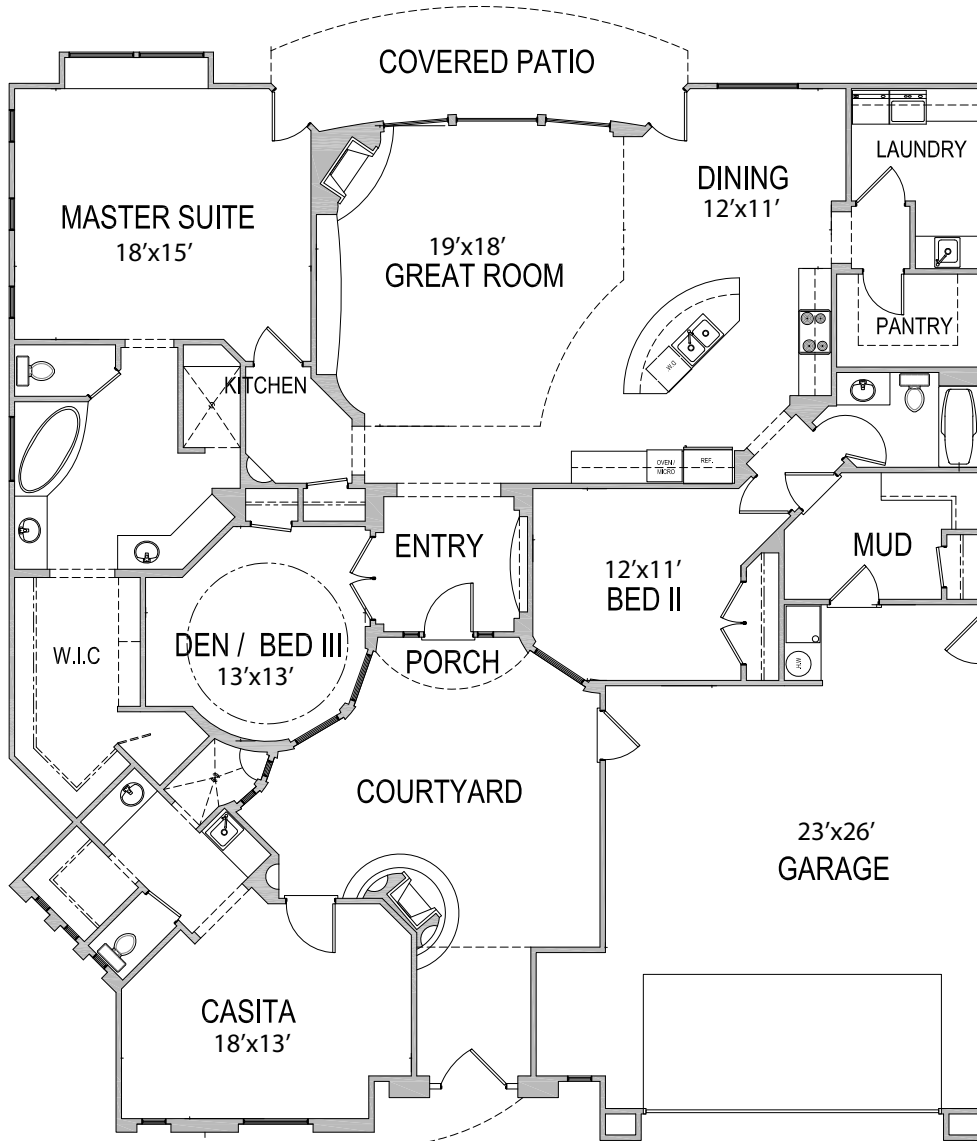 COVERED PATIO
LAUNDRY
MASTER SUITE
18'x15'
DINING
12'x11'
19'x18'
GREAT ROOM
PANTRY
W.O
KITCHEN
OVEN/
MICRO
REF.
ENTRY
MUD
12'x11'
BED II
DEN / BED III
13'x13'
W.I.C
PORCH
COURTYARD
23'x26'
GARAGE
CASITA
18'x13'